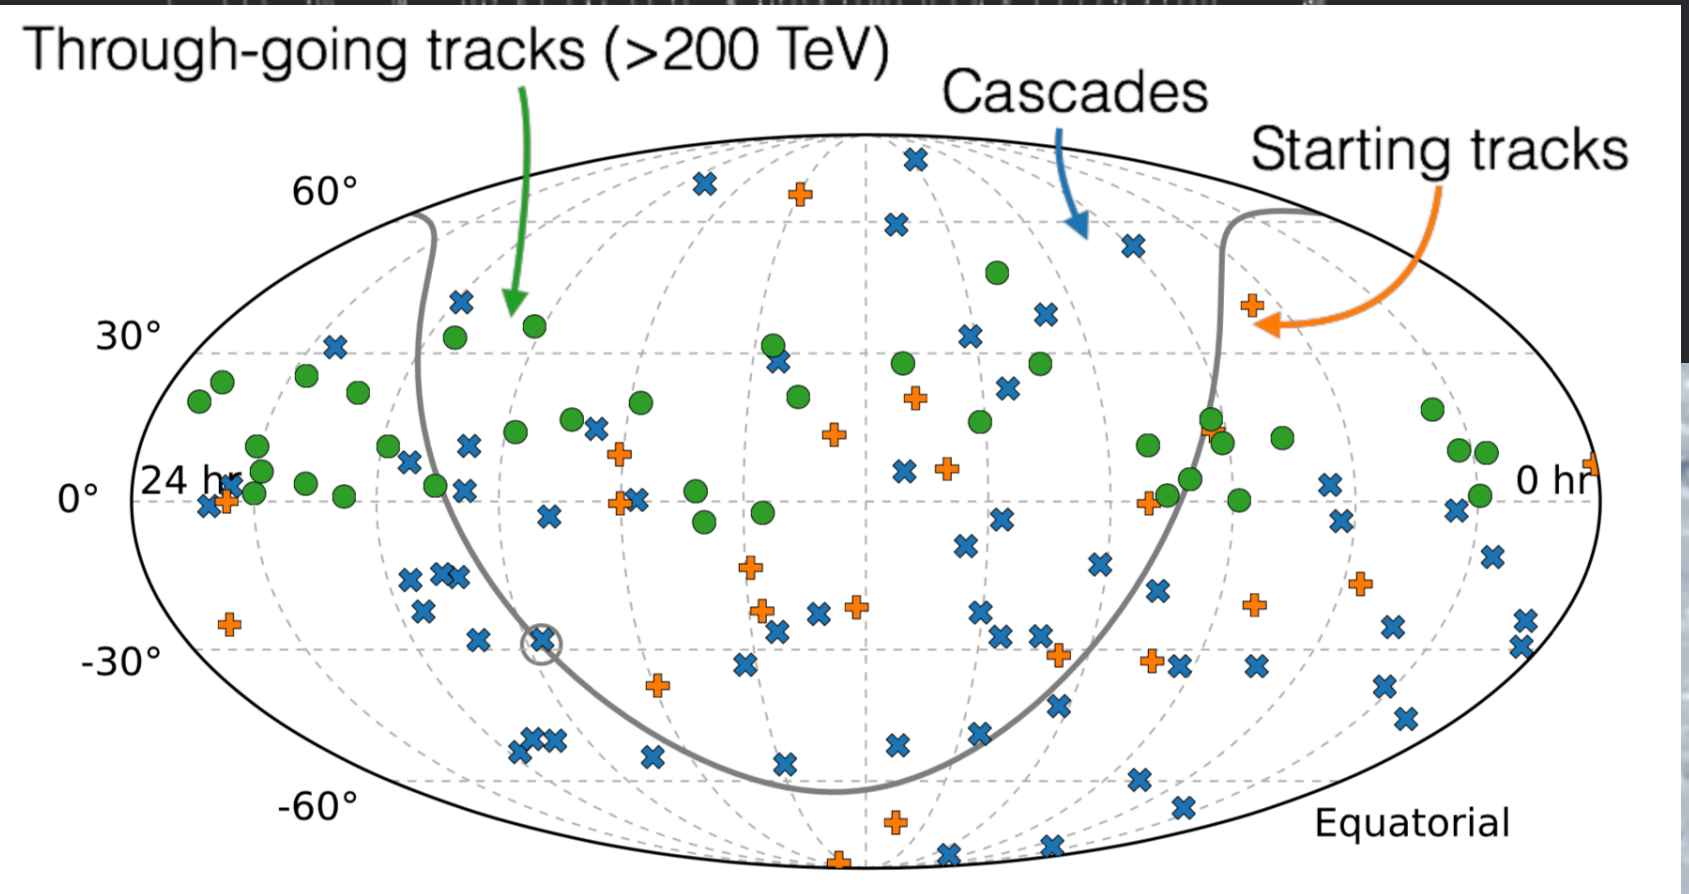 Through-going tracks (>200 TeV)
Cascades
Starting tracks
60°
30°
24 hr
0 hr
0°
-30°
-60°
Equatorial